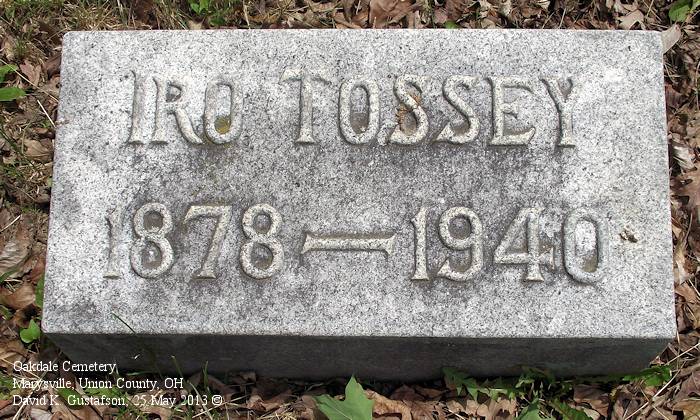 IRO TOSSEY
1878—1940
Oakdale Cemetery
Marysville, Union County, OH
David K. Gustafson, 25 May 2013 ©